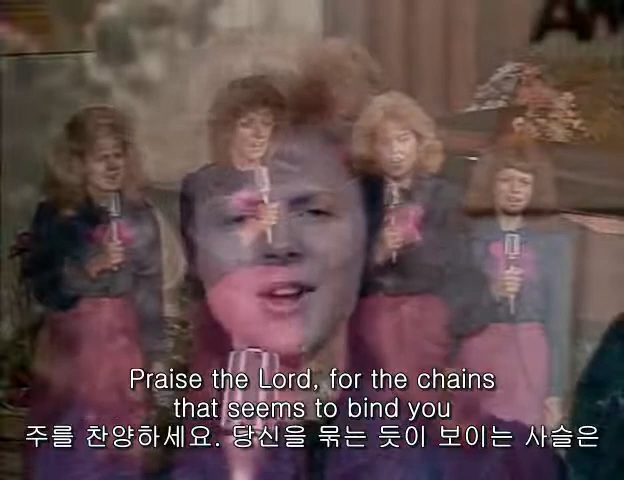 Praise the Lord, for the chains
that seems to bind you
주를 찬양하세요. 당신을 묶는 듯이 보이는 사슬은